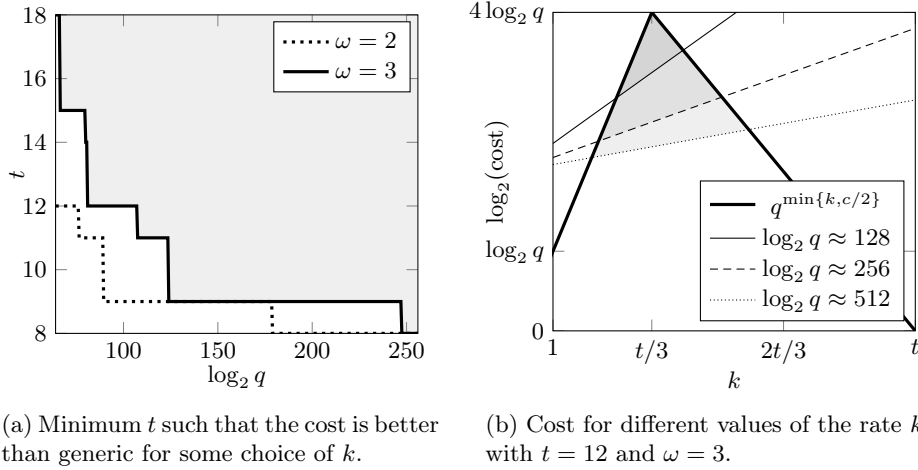 18
16
14
12
10
8
t
100
150
200
250
log₂ q
ω = 2
ω = 3
(a) Minimum t such that the cost is better
than generic for some choice of k.
4 log₂ q
log₂ q
0
log₂(cost)
1
t/3
2t/3
t
k
q^{min{k,c/2}}
log₂ q ≈ 128
log₂ q ≈ 256
log₂ q ≈ 512
(b) Cost for different values of the rate k
with t = 12 and ω = 3.